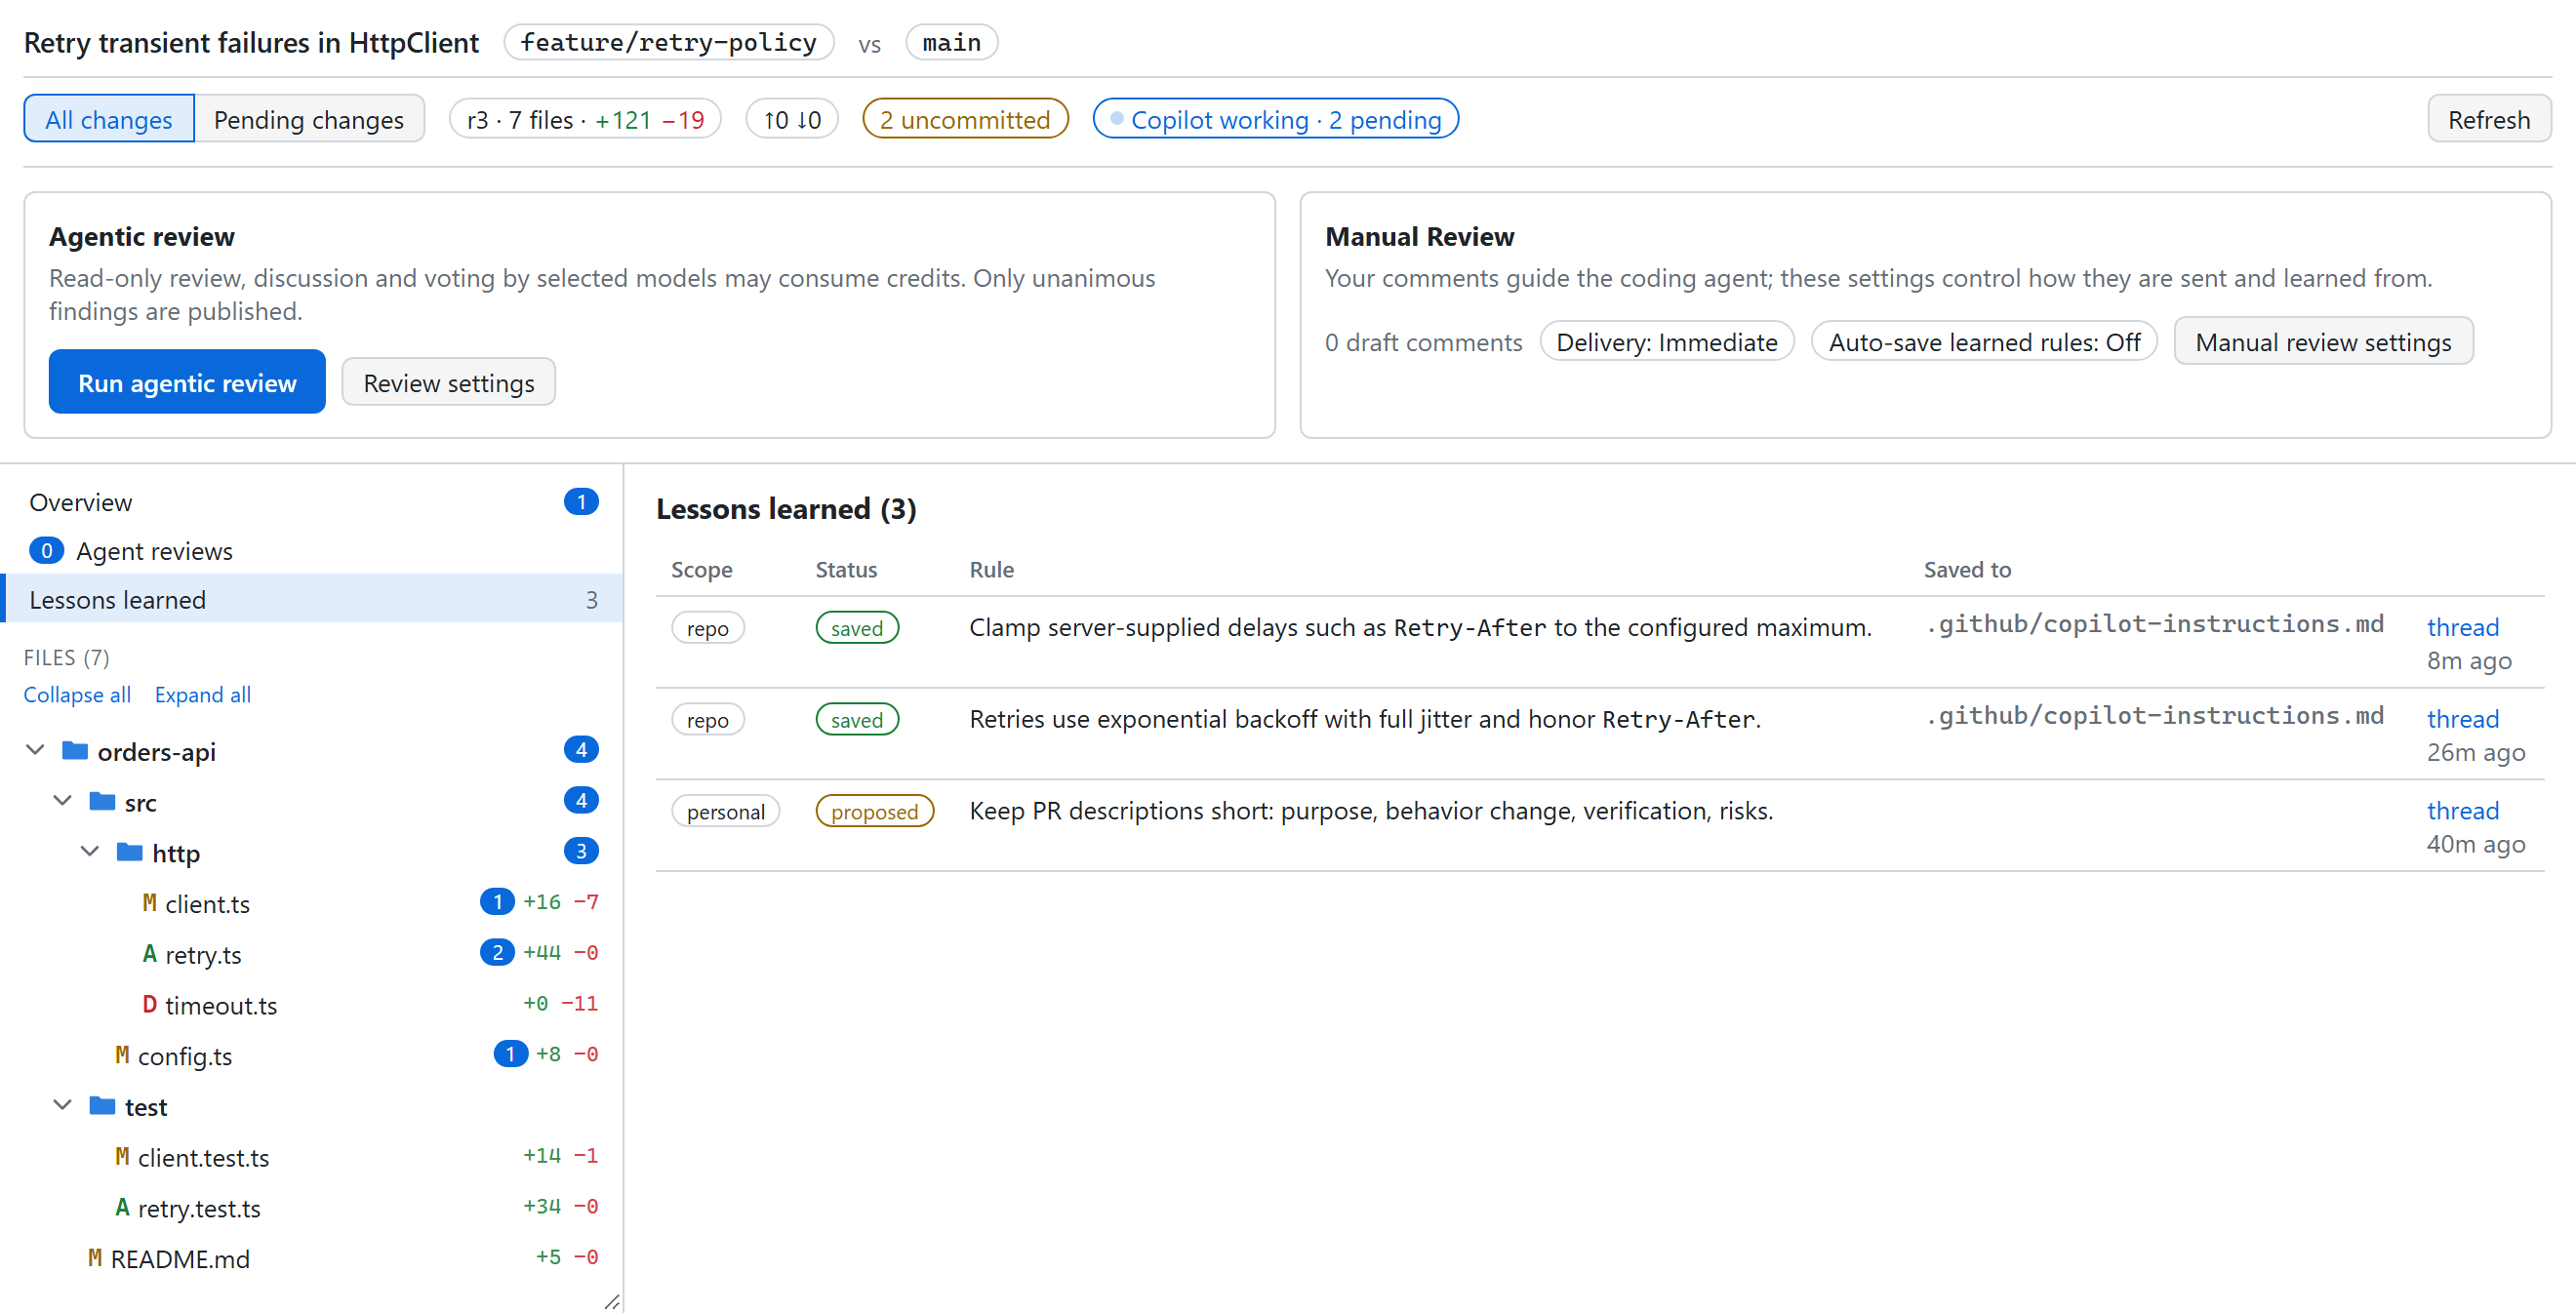 Retry transient failures in HttpClient feature/retry-policy vs main
All changes Pending changes r3 · 7 files · +121 −19 ↑0 ↓0 2 uncommitted Copilot working · 2 pending Refresh
Agentic review
Read-only review, discussion and voting by selected models may consume credits. Only unanimous
findings are published.
Run agentic review Review settings
Manual Review
Your comments guide the coding agent; these settings control how they are sent and learned from.
0 draft comments Delivery: Immediate Auto-save learned rules: Off Manual review settings
Overview 1
0 Agent reviews
Lessons learned 3
FILES (7)
Collapse all Expand all
orders-api 4
src 4
http 3
M client.ts 1 +16 −7
A retry.ts 2 +44 −0
D timeout.ts +0 −11
M config.ts 1 +8 −0
test
M client.test.ts +14 −1
A retry.test.ts +34 −0
M README.md +5 −0
Lessons learned (3)
Scope Status Rule Saved to
repo saved Clamp server-supplied delays such as Retry-After to the configured maximum. .github/copilot-instructions.md thread
8m ago
repo saved Retries use exponential backoff with full jitter and honor Retry-After. .github/copilot-instructions.md thread
26m ago
personal proposed Keep PR descriptions short: purpose, behavior change, verification, risks. thread
40m ago